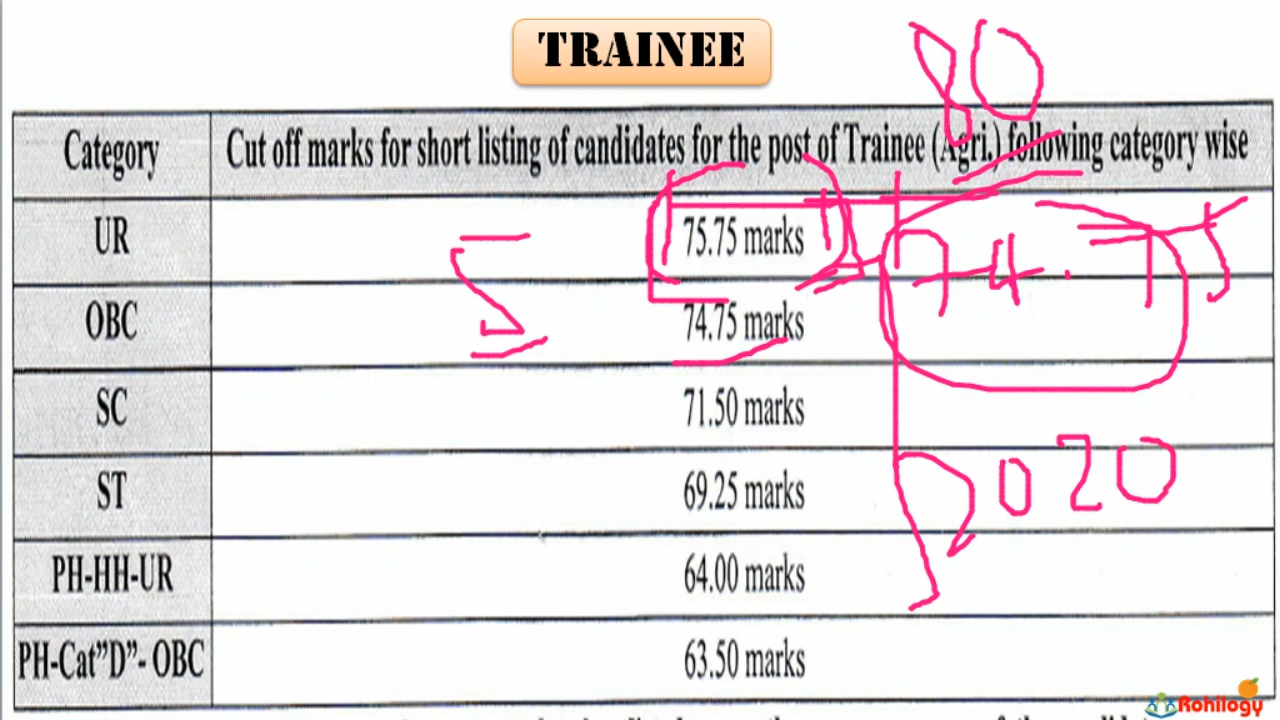 TRAINEE
80
Category Cut off marks for short listing of candidates for the post of Trainee (Agri.) following category wise
UR 75.75 marks
74.75
OBC 74.75 marks
SC 71.50 marks
ST 69.25 marks
2020
PH-HH-UR 64.00 marks
PH-Cat”D”- OBC 63.50 marks
Rohilogy